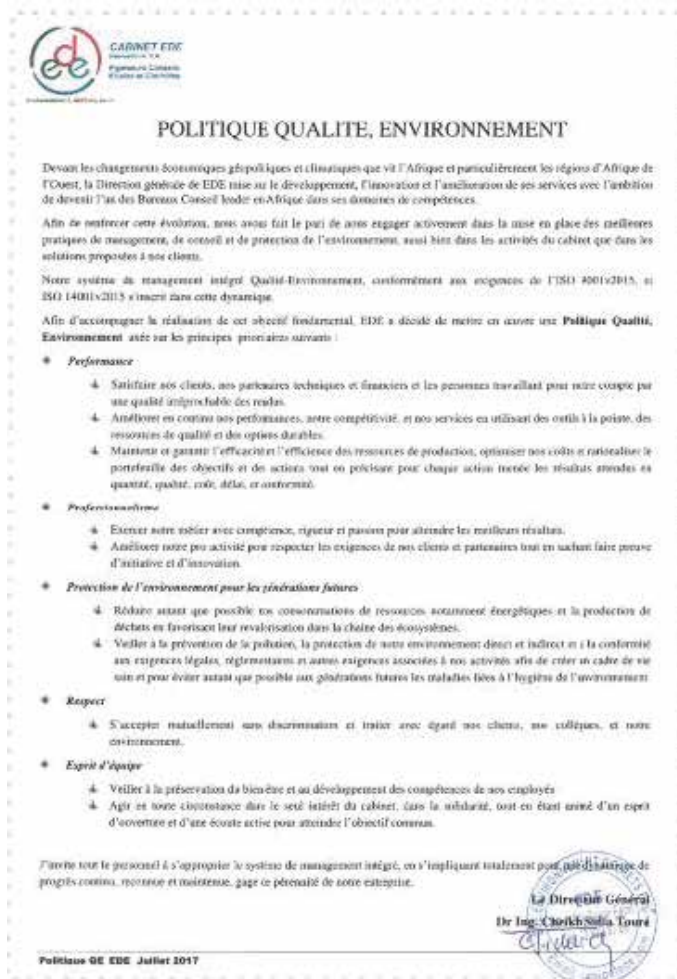 ede
CABINET EDE
Ingénieurs Conseils
Etudes et Contrôles
POLITIQUE QUALITE, ENVIRONNEMENT
Devant les changements économiques géopolitiques et climatiques que vit l'Afrique et particulièrement les régions d'Afrique de
l'Ouest, la Direction générale de EDE mise sur le développement, l'innovation et l'amélioration de ses services avec l'ambition
de devenir l'un des Bureaux Conseil leader en Afrique dans ses domaines de compétences.
Afin de renforcer cette évolution, nous avons fait le pari de nous engager activement dans la mise en place des meilleures
pratiques de management, de conseil et de protection de l'environnement, aussi bien dans les activités du cabinet que dans les
solutions proposées à nos clients.
Notre système de management intégré Qualité-Environnement, conformément aux exigences de l'ISO 9001v2015, et
ISO 14001v2015 s'inscrit dans cette dynamique.
Afin d'accompagner la réalisation de cet objectif fondamental, EDE a décidé de mettre en œuvre une Politique Qualité,
Environnement axée sur les principes prioritaires suivants :
Performance
Satisfaire nos clients, nos partenaires techniques et financiers et les personnes travaillant pour notre compte par
une qualité irréprochable des rendus.
Améliorer en continu nos performances, notre compétitivité, et nos services en utilisant des outils à la pointe, des
ressources de qualité et des options durables.
Maintenir et garantir l'efficacité et l'efficience des ressources de production, optimiser nos coûts et rationaliser le
portefeuille des objectifs et des actions tout en précisant pour chaque action menée les résultats attendus en
quantité, qualité, coût, délai, et conformité.
Professionnalisme
Exercer notre métier avec compétence, rigueur et passion pour atteindre les meilleurs résultats.
Améliorer notre pro activité pour respecter les exigences de nos clients et partenaires tout en sachant faire preuve
d'initiative et d'innovation.
Protection de l'environnement pour les générations futures
Réduire autant que possible nos consommations de ressources notamment énergétiques et la production de
déchets en favorisant leur revalorisation dans la chaine des écosystèmes.
Veiller à la prévention de la pollution, la protection de notre environnement direct et indirect et à la conformité
aux exigences légales, réglementaires et autres exigences associées à nos activités afin de créer un cadre de vie
sain et pour éviter autant que possible aux générations futures les maladies liées à l'hygiène de l'environnement
Respect
S'accepter mutuellement sans discrimination et traiter avec égard nos clients, nos collègues, et notre
environnement.
Esprit d'équipe
Veiller à la préservation du bien-être et au développement des compétences de nos employés
Agir en toute circonstance dans le seul intérêt du cabinet, dans la solidarité, tout en étant animé d'un esprit
d'ouverture et d'une écoute active pour atteindre l'objectif commun.
J'invite tout le personnel à s'approprier le système de management intégré, en s'impliquant totalement pour une dynamique de
progrès continu, reconnue et maintenue, gage de pérennité de notre entreprise.
Le Directeur Général
Dr Ing. Cheikh Sidia Touré
Politique QE EDE Juillet 2017